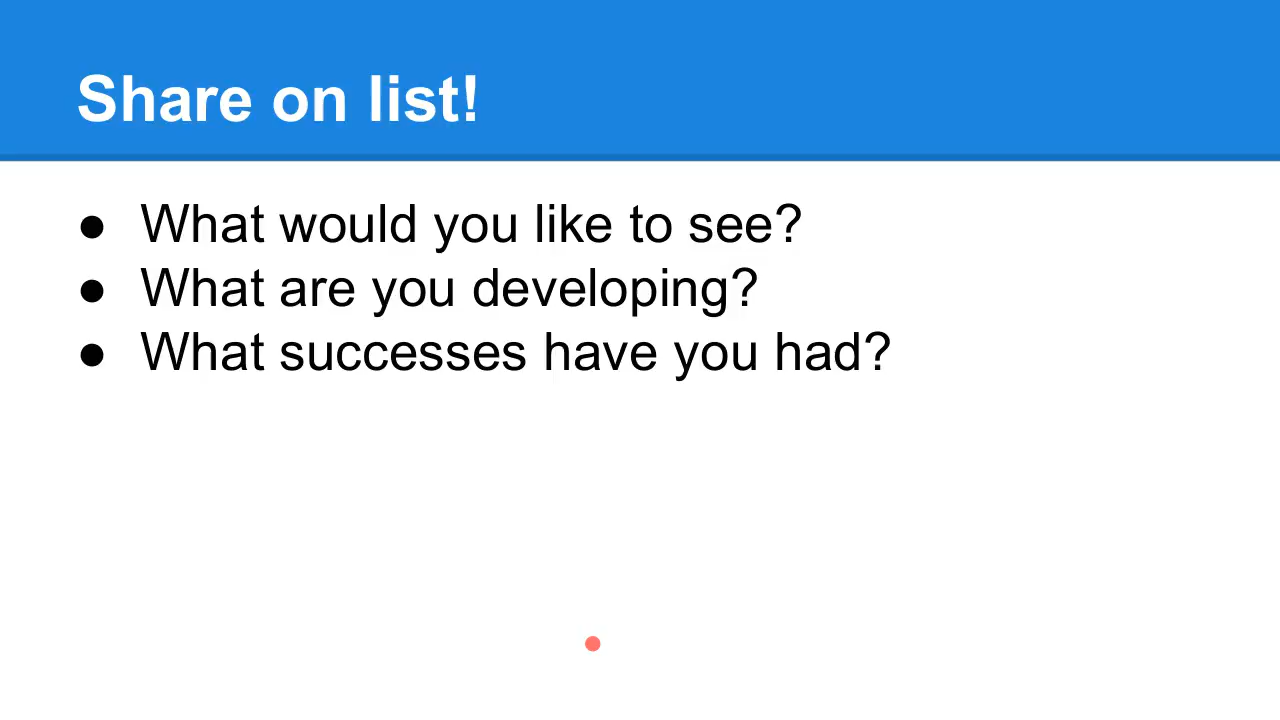 Share on list!
● What would you like to see?
● What are you developing?
● What successes have you had?